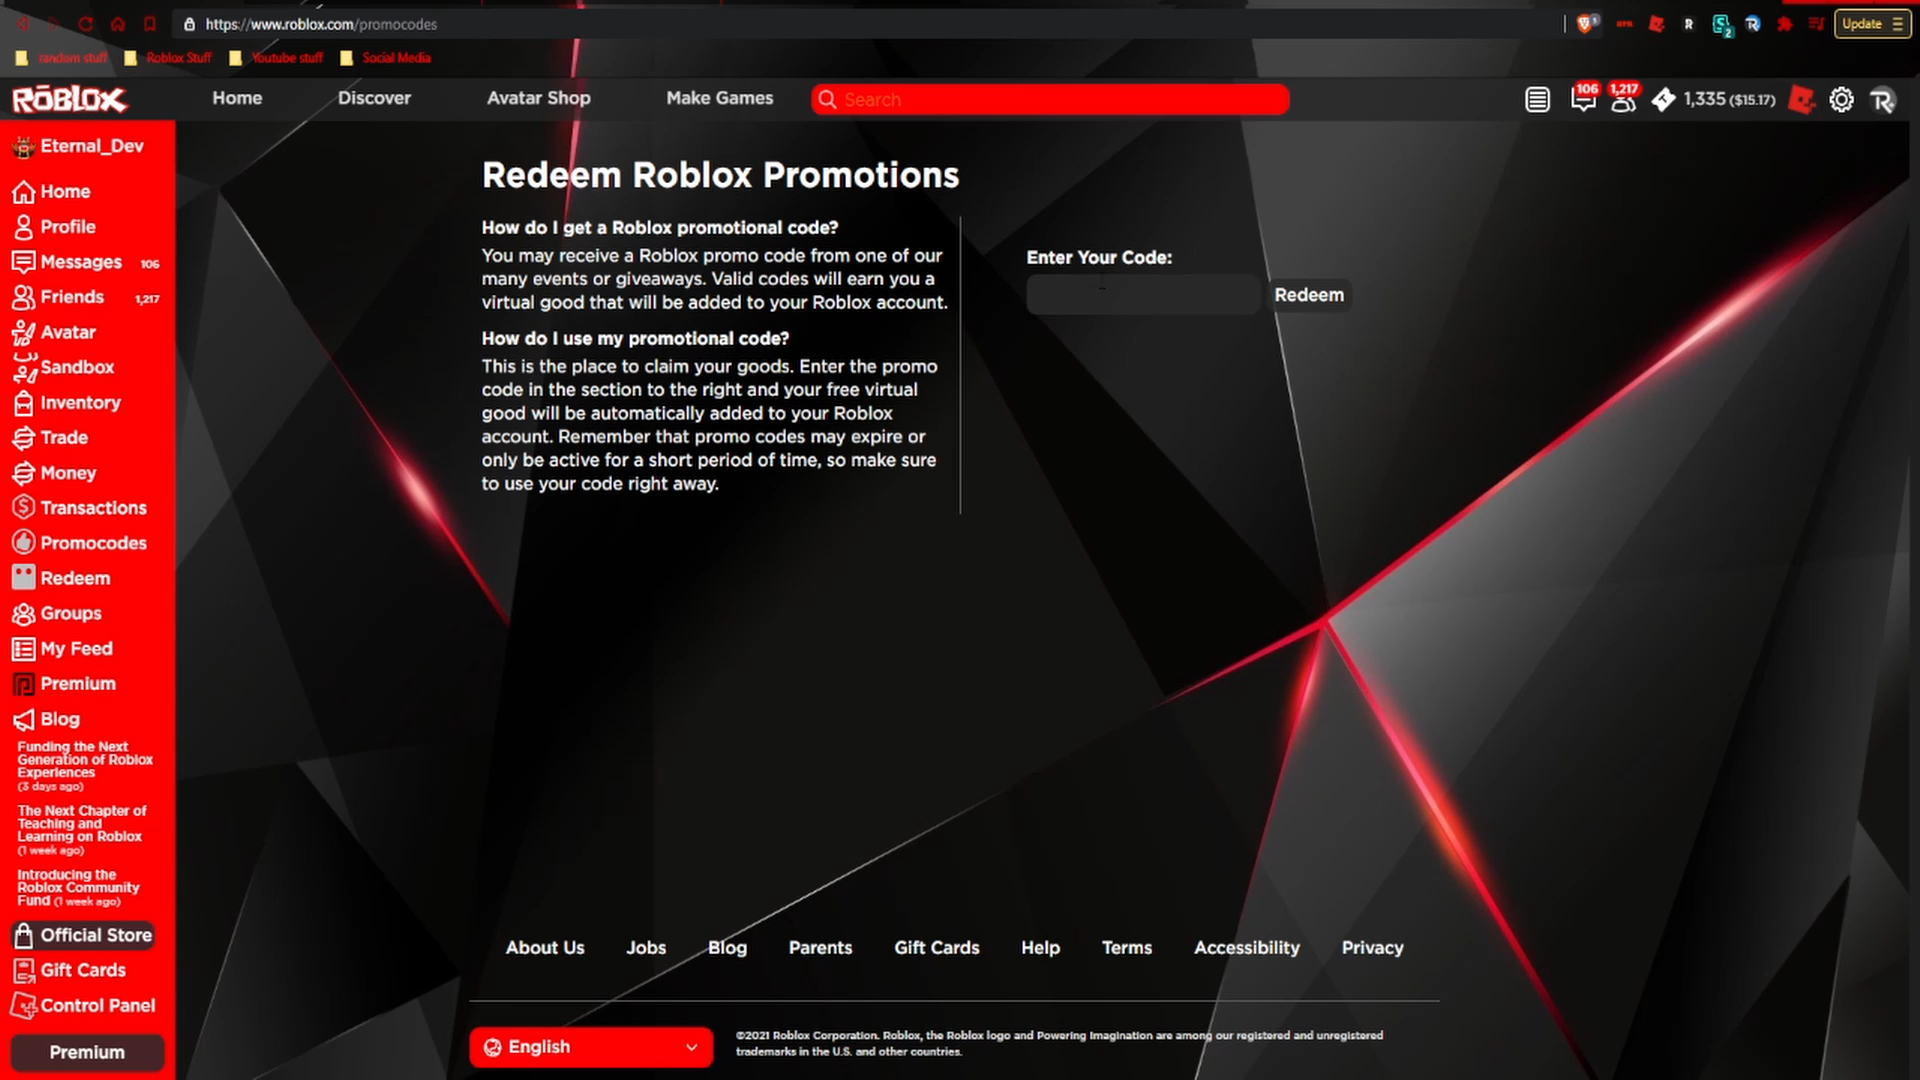 https://www.roblox.com/promocodes
Update
random stuff
Roblox Stuff
Youtube stuff
Social Media
ROBLOX
Home
Discover
Avatar Shop
Make Games
Search
106
1,217
1,335 ($15.17)
Eternal_Dev
Home
Profile
Messages 106
Friends 1,217
Avatar
Sandbox
Inventory
Trade
Money
Transactions
Promocodes
Redeem
Groups
My Feed
Premium
Blog
Funding the Next
Generation of Roblox
Experiences
(3 days ago)
The Next Chapter of
Teaching and
Learning on Roblox
(1 week ago)
Introducing the
Roblox Community
Fund (1 week ago)
Official Store
Gift Cards
Control Panel
Premium
Redeem Roblox Promotions
How do I get a Roblox promotional code?
You may receive a Roblox promo code from one of our
many events or giveaways. Valid codes will earn you a
virtual good that will be added to your Roblox account.
How do I use my promotional code?
This is the place to claim your goods. Enter the promo
code in the section to the right and your free virtual
good will be automatically added to your Roblox
account. Remember that promo codes may expire or
only be active for a short period of time, so make sure
to use your code right away.
Enter Your Code:
Redeem
About Us
Jobs
Blog
Parents
Gift Cards
Help
Terms
Accessibility
Privacy
English
©2021 Roblox Corporation. Roblox, the Roblox logo and Powering Imagination are among our registered and unregistered
trademarks in the U.S. and other countries.